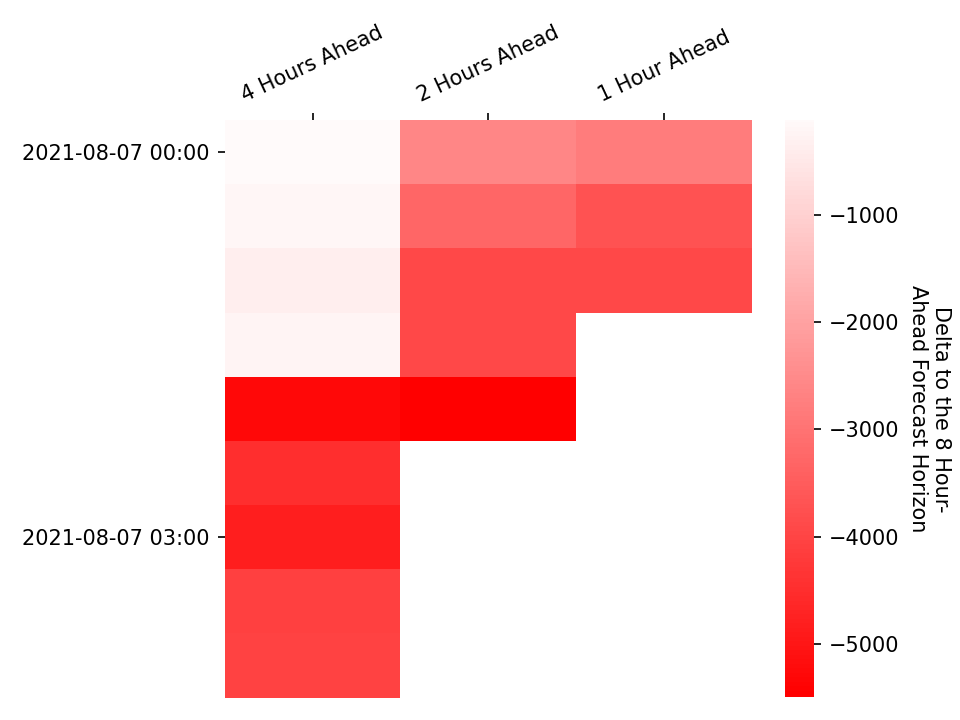 4 Hours Ahead
2 Hours Ahead
1 Hour Ahead
2021-08-07 00:00
2021-08-07 03:00
−1000
−2000
−3000
−4000
−5000
Delta to the 8 Hour-
Ahead Forecast Horizon